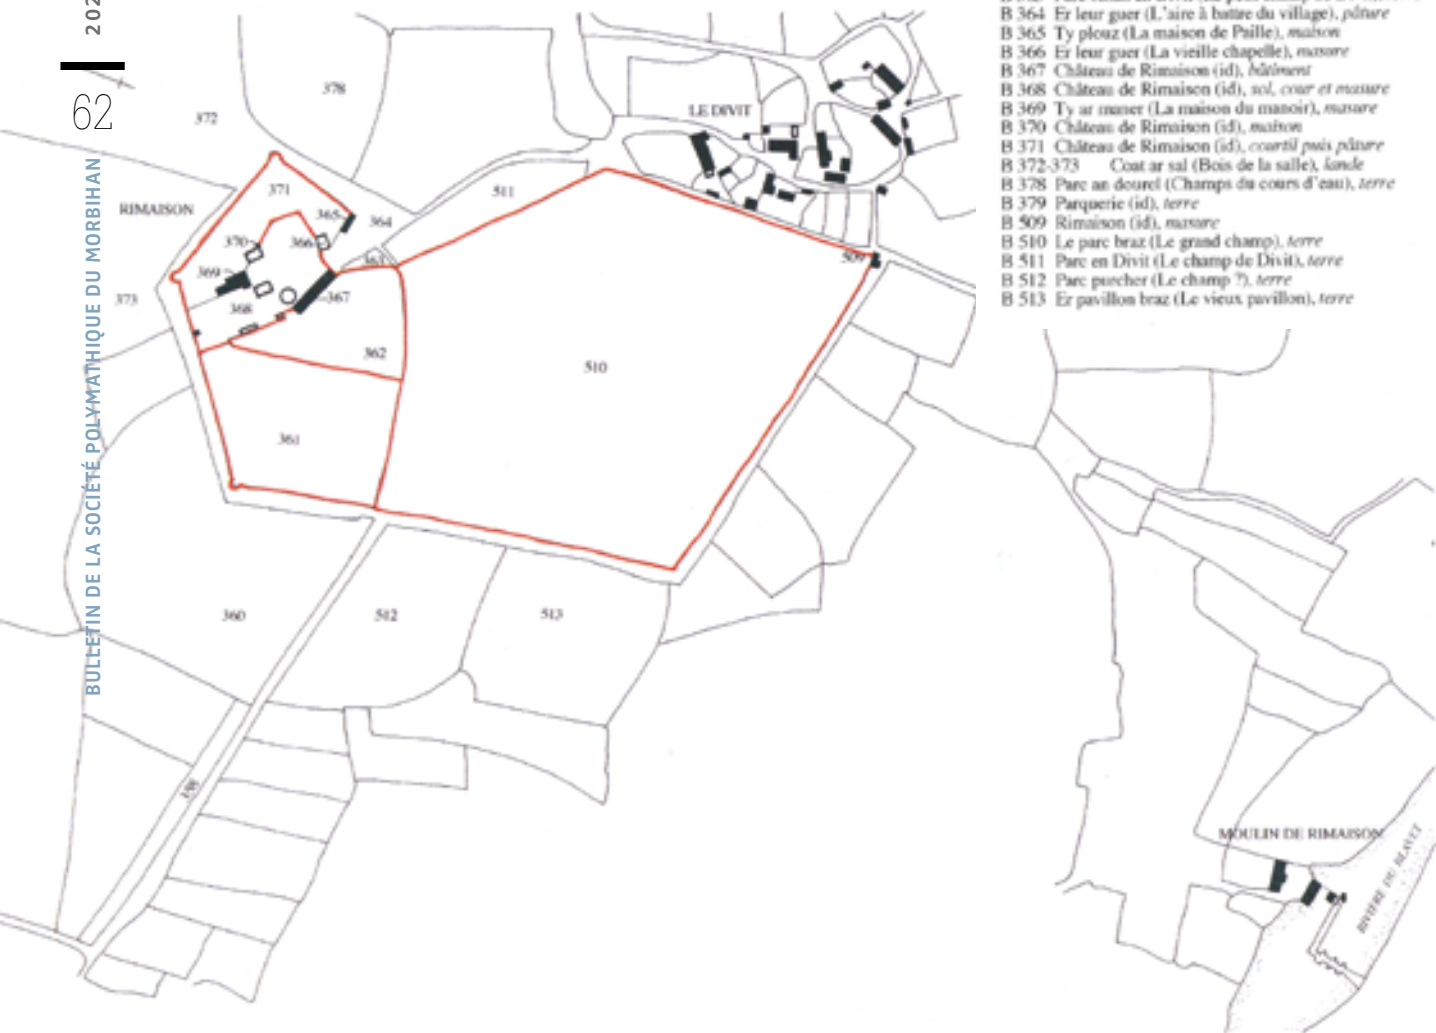 202
62
BULLETIN DE LA SOCIÉTÉ POLYMATHIQUE DU MORBIHAN
B 364 Er leur guer (L'aire à battre du village), pâture
B 365 Ty plouz (La maison de Paille), maison
B 366 Er leur guer (La vieille chapelle), masure
B 367 Château de Rimaison (id), bâtiment
B 368 Château de Rimaison (id), sol, cour et masure
B 369 Ty ar maner (La maison du manoir), masure
B 370 Château de Rimaison (id), maison
B 371 Château de Rimaison (id), courtil puis pâture
B 372-373 Coat ar sal (Bois de la salle), lande
B 378 Parc an dourel (Champs du cours d'eau), terre
B 379 Parquerie (id), terre
B 509 Rimaison (id), masure
B 510 Le parc braz (Le grand champ), terre
B 511 Parc en Divit (Le champ de Divit), terre
B 512 Parc porcher (Le champ ?), terre
B 513 Er pavillon braz (Le vieux pavillon), terre
378
372
LE DIVIT
371
511
RIMAISON
365
364
370
366
363
509
369
373
367
368
362
510
361
360
512
513
MOULIN DE RIMAISON
RIVIÈRE DU BLAVET